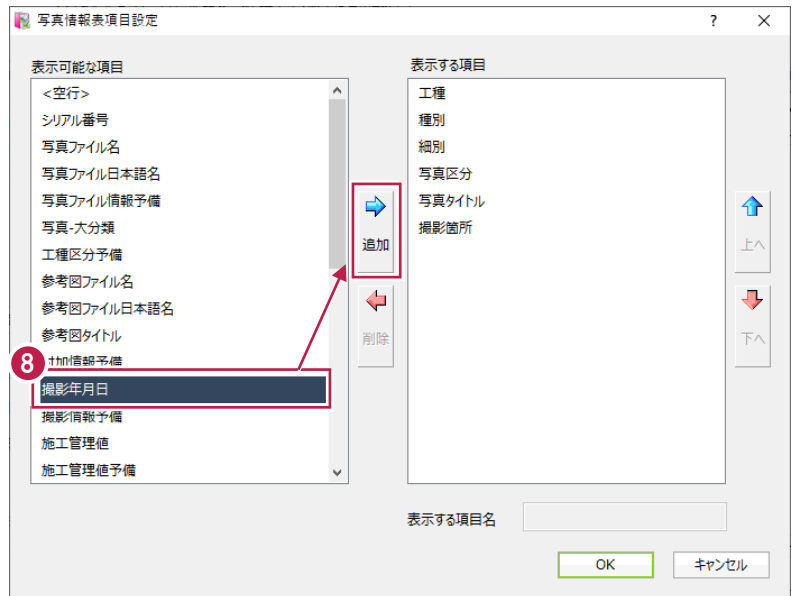 写真情報表項目設定
?
表示可能な項目
<空行>
シリアル番号
写真ファイル名
写真ファイル日本語名
写真ファイル情報予備
写真-大分類
工種区分予備
参考図ファイル名
参考図ファイル日本語名
参考図タイトル
付加情報予備
8
撮影年月日
撮影情報予備
施工管理値
施工管理値予備
追加
削除
表示する項目
工種
種別
細別
写真区分
写真タイトル
撮影箇所
上へ
下へ
表示する項目名
OK
キャンセル